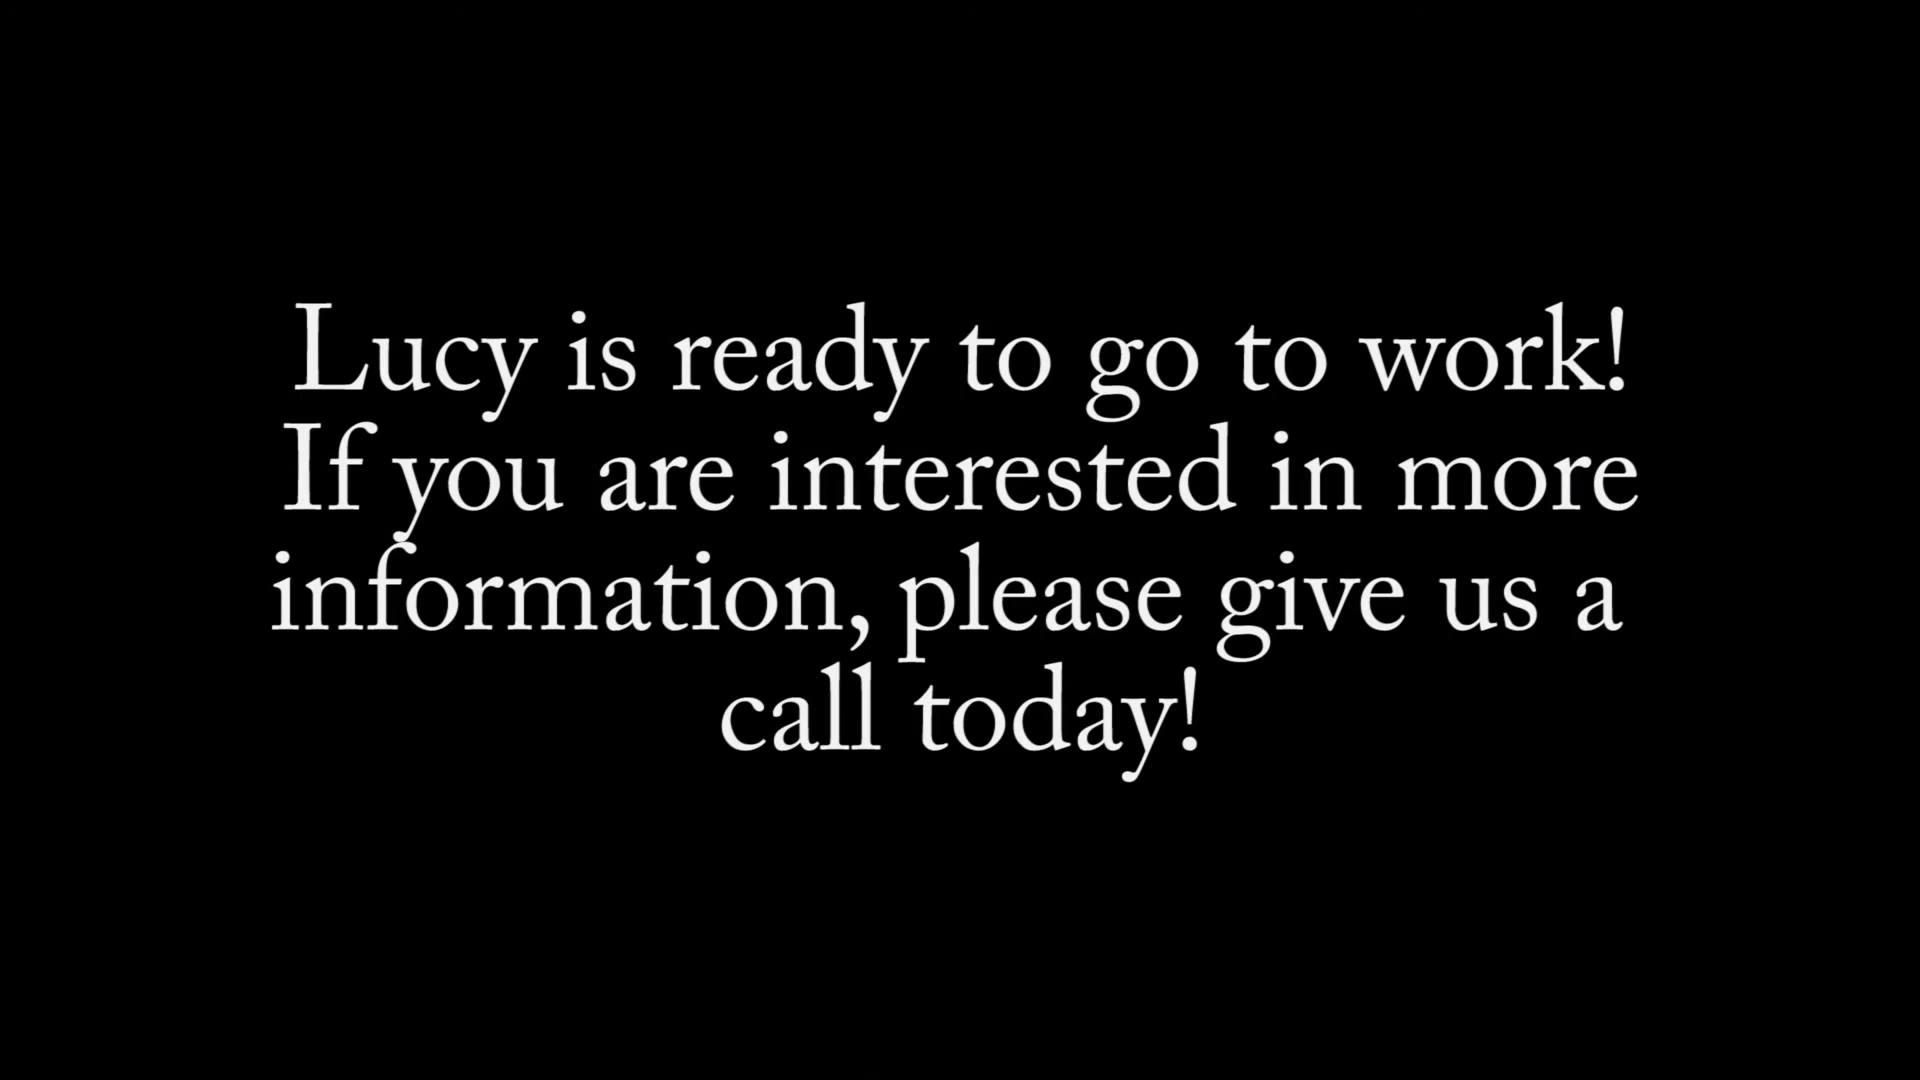 Lucy is ready to go to work!
If you are interested in more
information, please give us a
call today!